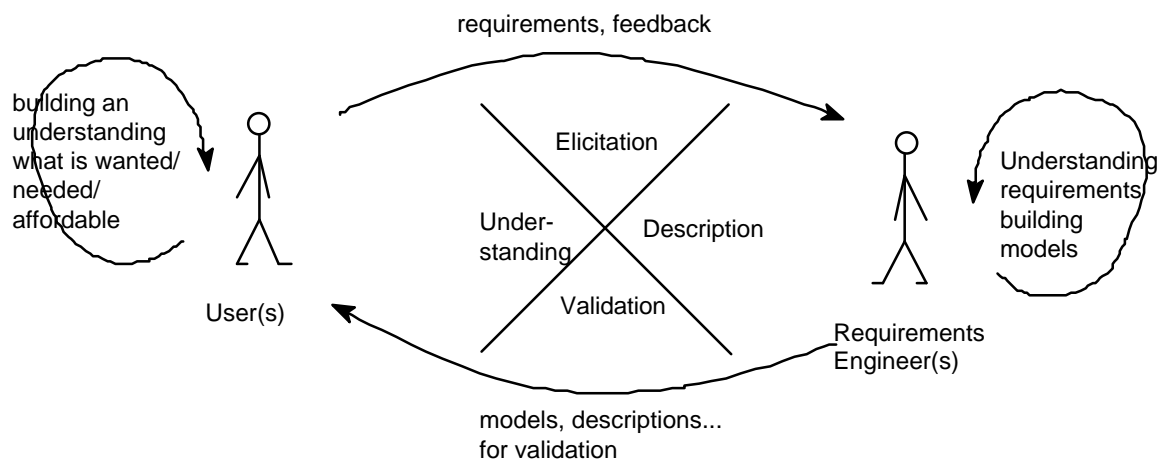 requirements, feedback
building an
understanding
what is wanted/
needed/
affordable
Elicitation
Under-
standing
Description
Validation
Understanding
requirements
building
models
User(s)
Requirements
Engineer(s)
models, descriptions...
for validation